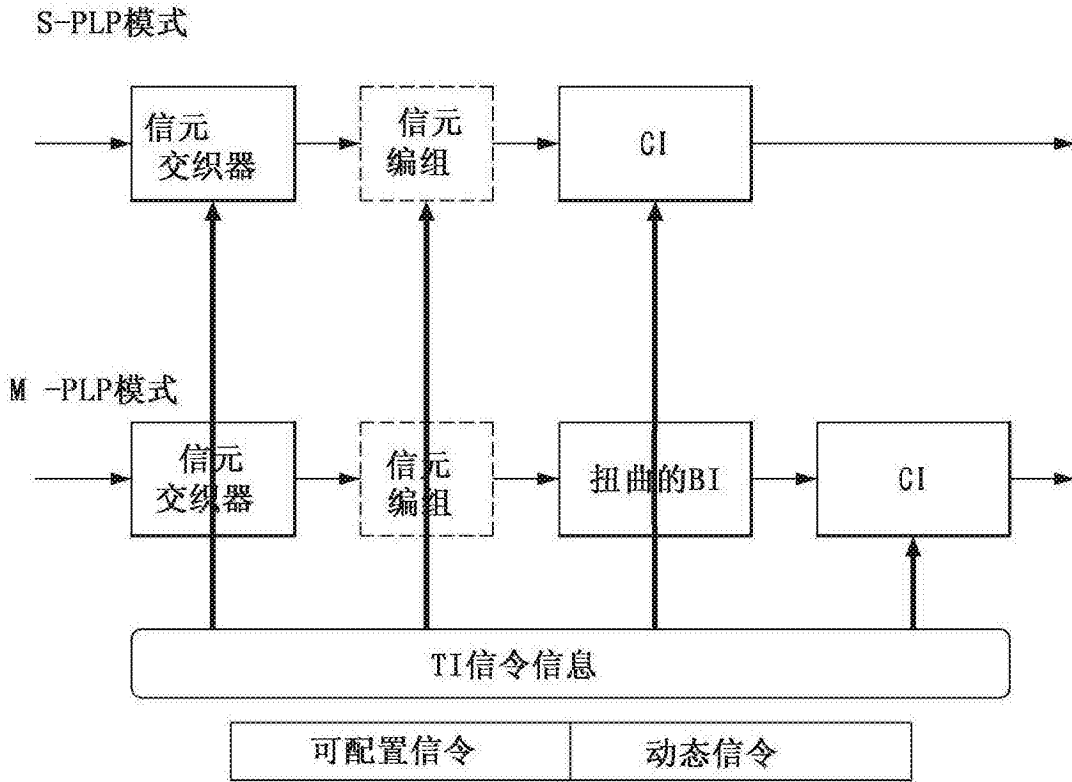 S-PLP模式
信元
交织器
信元
编组
CI
M -PLP模式
信元
交织器
信元
编组
扭曲的BI
CI
TI信令信息
可配置信令
动态信令